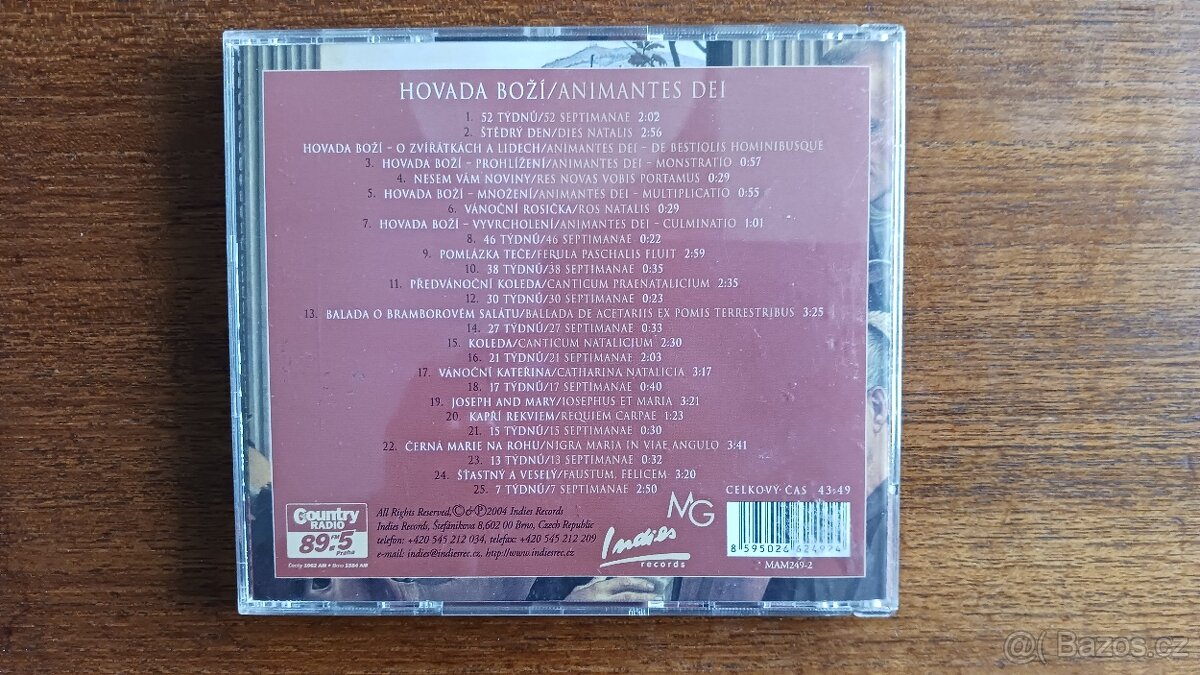 HOVADA BOŽÍ/ANIMANTES DEI
1. 52 TÝDNŮ/52 SEPTIMANAE 2:02
2. ŠTĚDRÝ DEN/DIES NATALIS 2:56
HOVADA BOŽÍ – O ZVÍŘÁTKÁCH A LIDECH/ANIMANTES DEI – DE BESTIOLIS HOMINIBUSQUE
3. HOVADA BOŽÍ – PROHLÍŽENÍ/ANIMANTES DEI – MONSTRATIO 0:57
4. NESEM VÁM NOVINY/RES NOVAS VOBIS PORTAMUS 0:29
5. HOVADA BOŽÍ – MNOŽENÍ/ANIMANTES DEI – MULTIPLICATIO 0:55
6. VÁNOČNÍ ROSIČKA/ROS NATALIS 0:29
7. HOVADA BOŽÍ – VYVRCHOLENÍ/ANIMANTES DEI – CULMINATIO 1:01
8. 46 TÝDNŮ/46 SEPTIMANAE 0:22
9. POMLÁZKA TEČE/FERULA PASCHALIS FLUIT 2:59
10. 38 TÝDNŮ/38 SEPTIMANAE 0:35
11. PŘEDVÁNOČNÍ KOLEDA/CANTICUM PRAENATALICIUM 2:35
12. 30 TÝDNŮ/30 SEPTIMANAE 0:23
13. BALADA O BRAMBOROVÉM SALÁTU/BALLADA DE ACETARIIS EX POMIS TERRESTRIBUS 3:25
14. 27 TÝDNŮ/27 SEPTIMANAE 0:33
15. KOLEDA/CANTICUM NATALICIUM 2:30
16. 21 TÝDNŮ/21 SEPTIMANAE 2:03
17. VÁNOČNÍ KATEŘINA/CATHARINA NATALICIA 3:17
18. 17 TÝDNŮ/17 SEPTIMANAE 0:40
19. JOSEPH AND MARY/IOSEPHUS ET MARIA 3:21
20. KAPŘÍ REKVIEM/REQUIEM CARPAE 1:23
21. 15 TÝDNŮ/15 SEPTIMANAE 0:30
22. ČERNÁ MARIE NA ROHU/NIGRA MARIA IN VIAE ANGULO 3:41
23. 13 TÝDNŮ/13 SEPTIMANAE 0:32
24. ŠŤASTNÝ A VESELÝ/FAUSTUM, FELICEM 3:20
25. 7 TÝDNŮ/7 SEPTIMANAE 2:50
CELKOVÝ ČAS 43:49
Country
RADIO
89.5
FM
Praha
Český 1062 AM • Brno 1584 AM
All Rights Reserved,©&℗2004 Indies Records
Indies Records, Štefánikova 8,602 00 Brno, Czech Republic
telefon: +420 545 212 034, telefax: +420 545 212 209
e-mail: indies@indiesrec.cz, http://www.indiesrec.cz
Indies
records
MG
8 595026 624924
MAM249-2
@( Bazos.cz